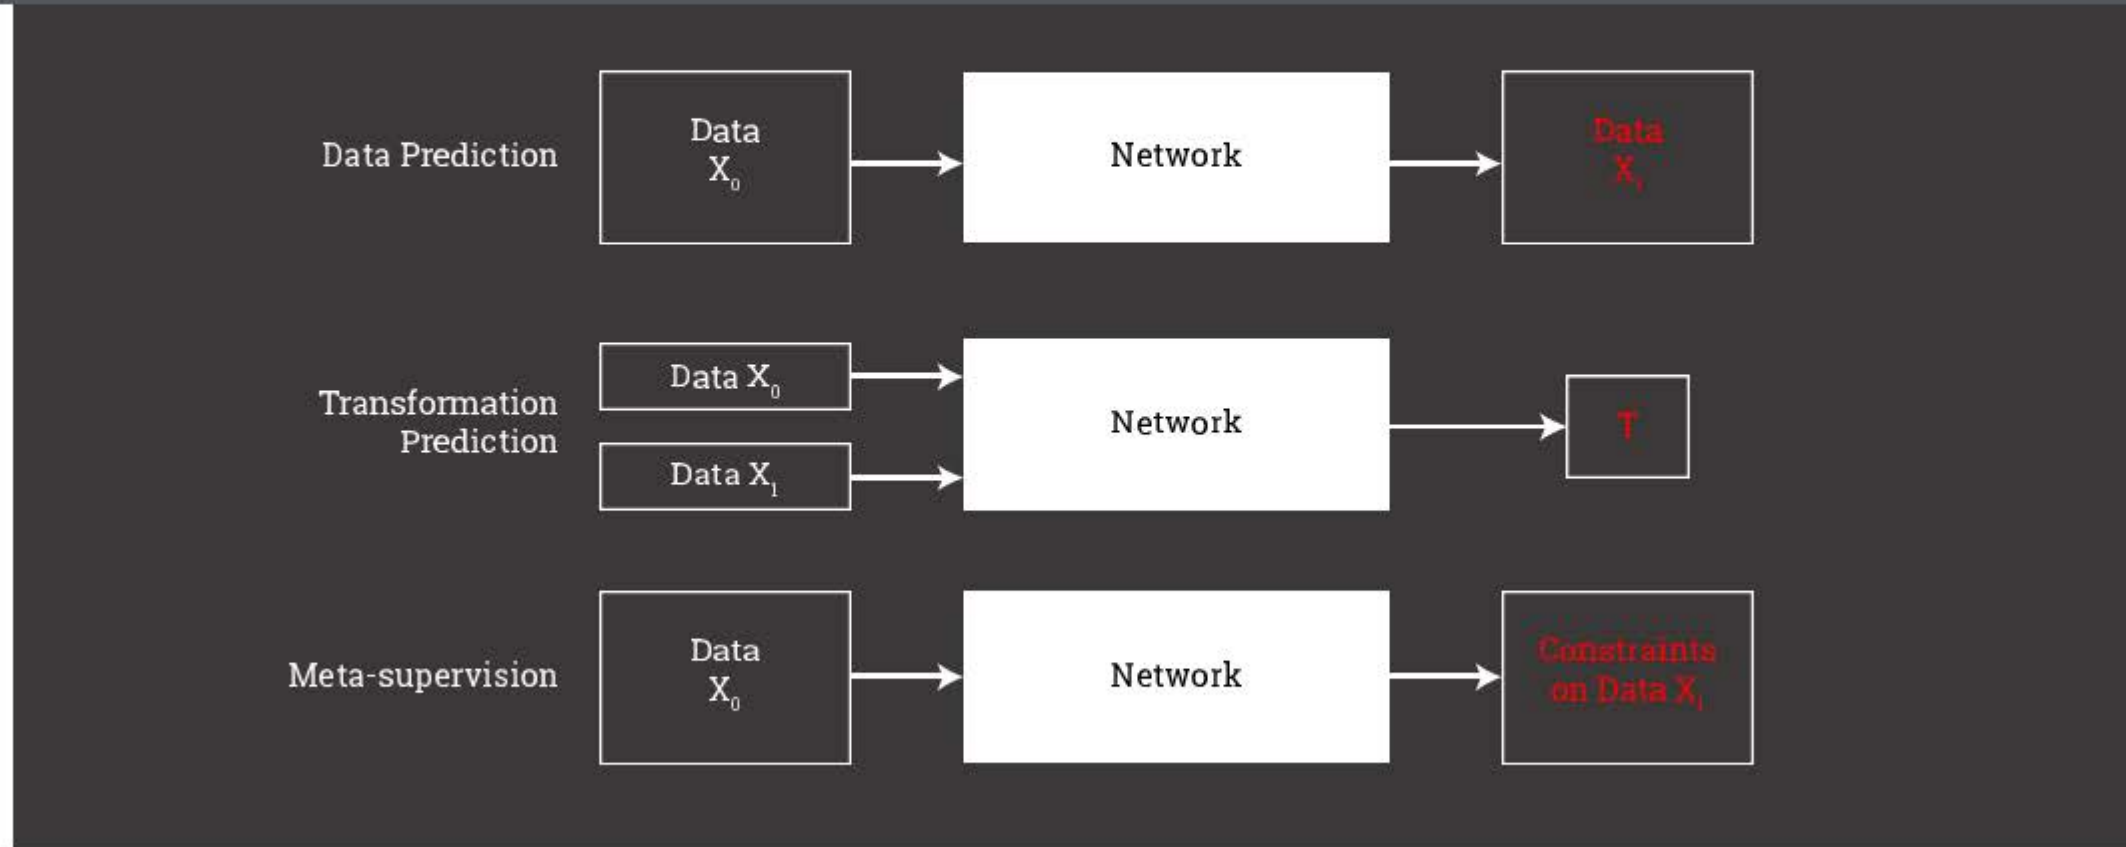 Data Prediction
Data
X₀
Network
Data
X₁
Transformation
Prediction
Data X₀
Data X₁
Network
T
Meta-supervision
Data
X₀
Network
Constraints
on Data X₁